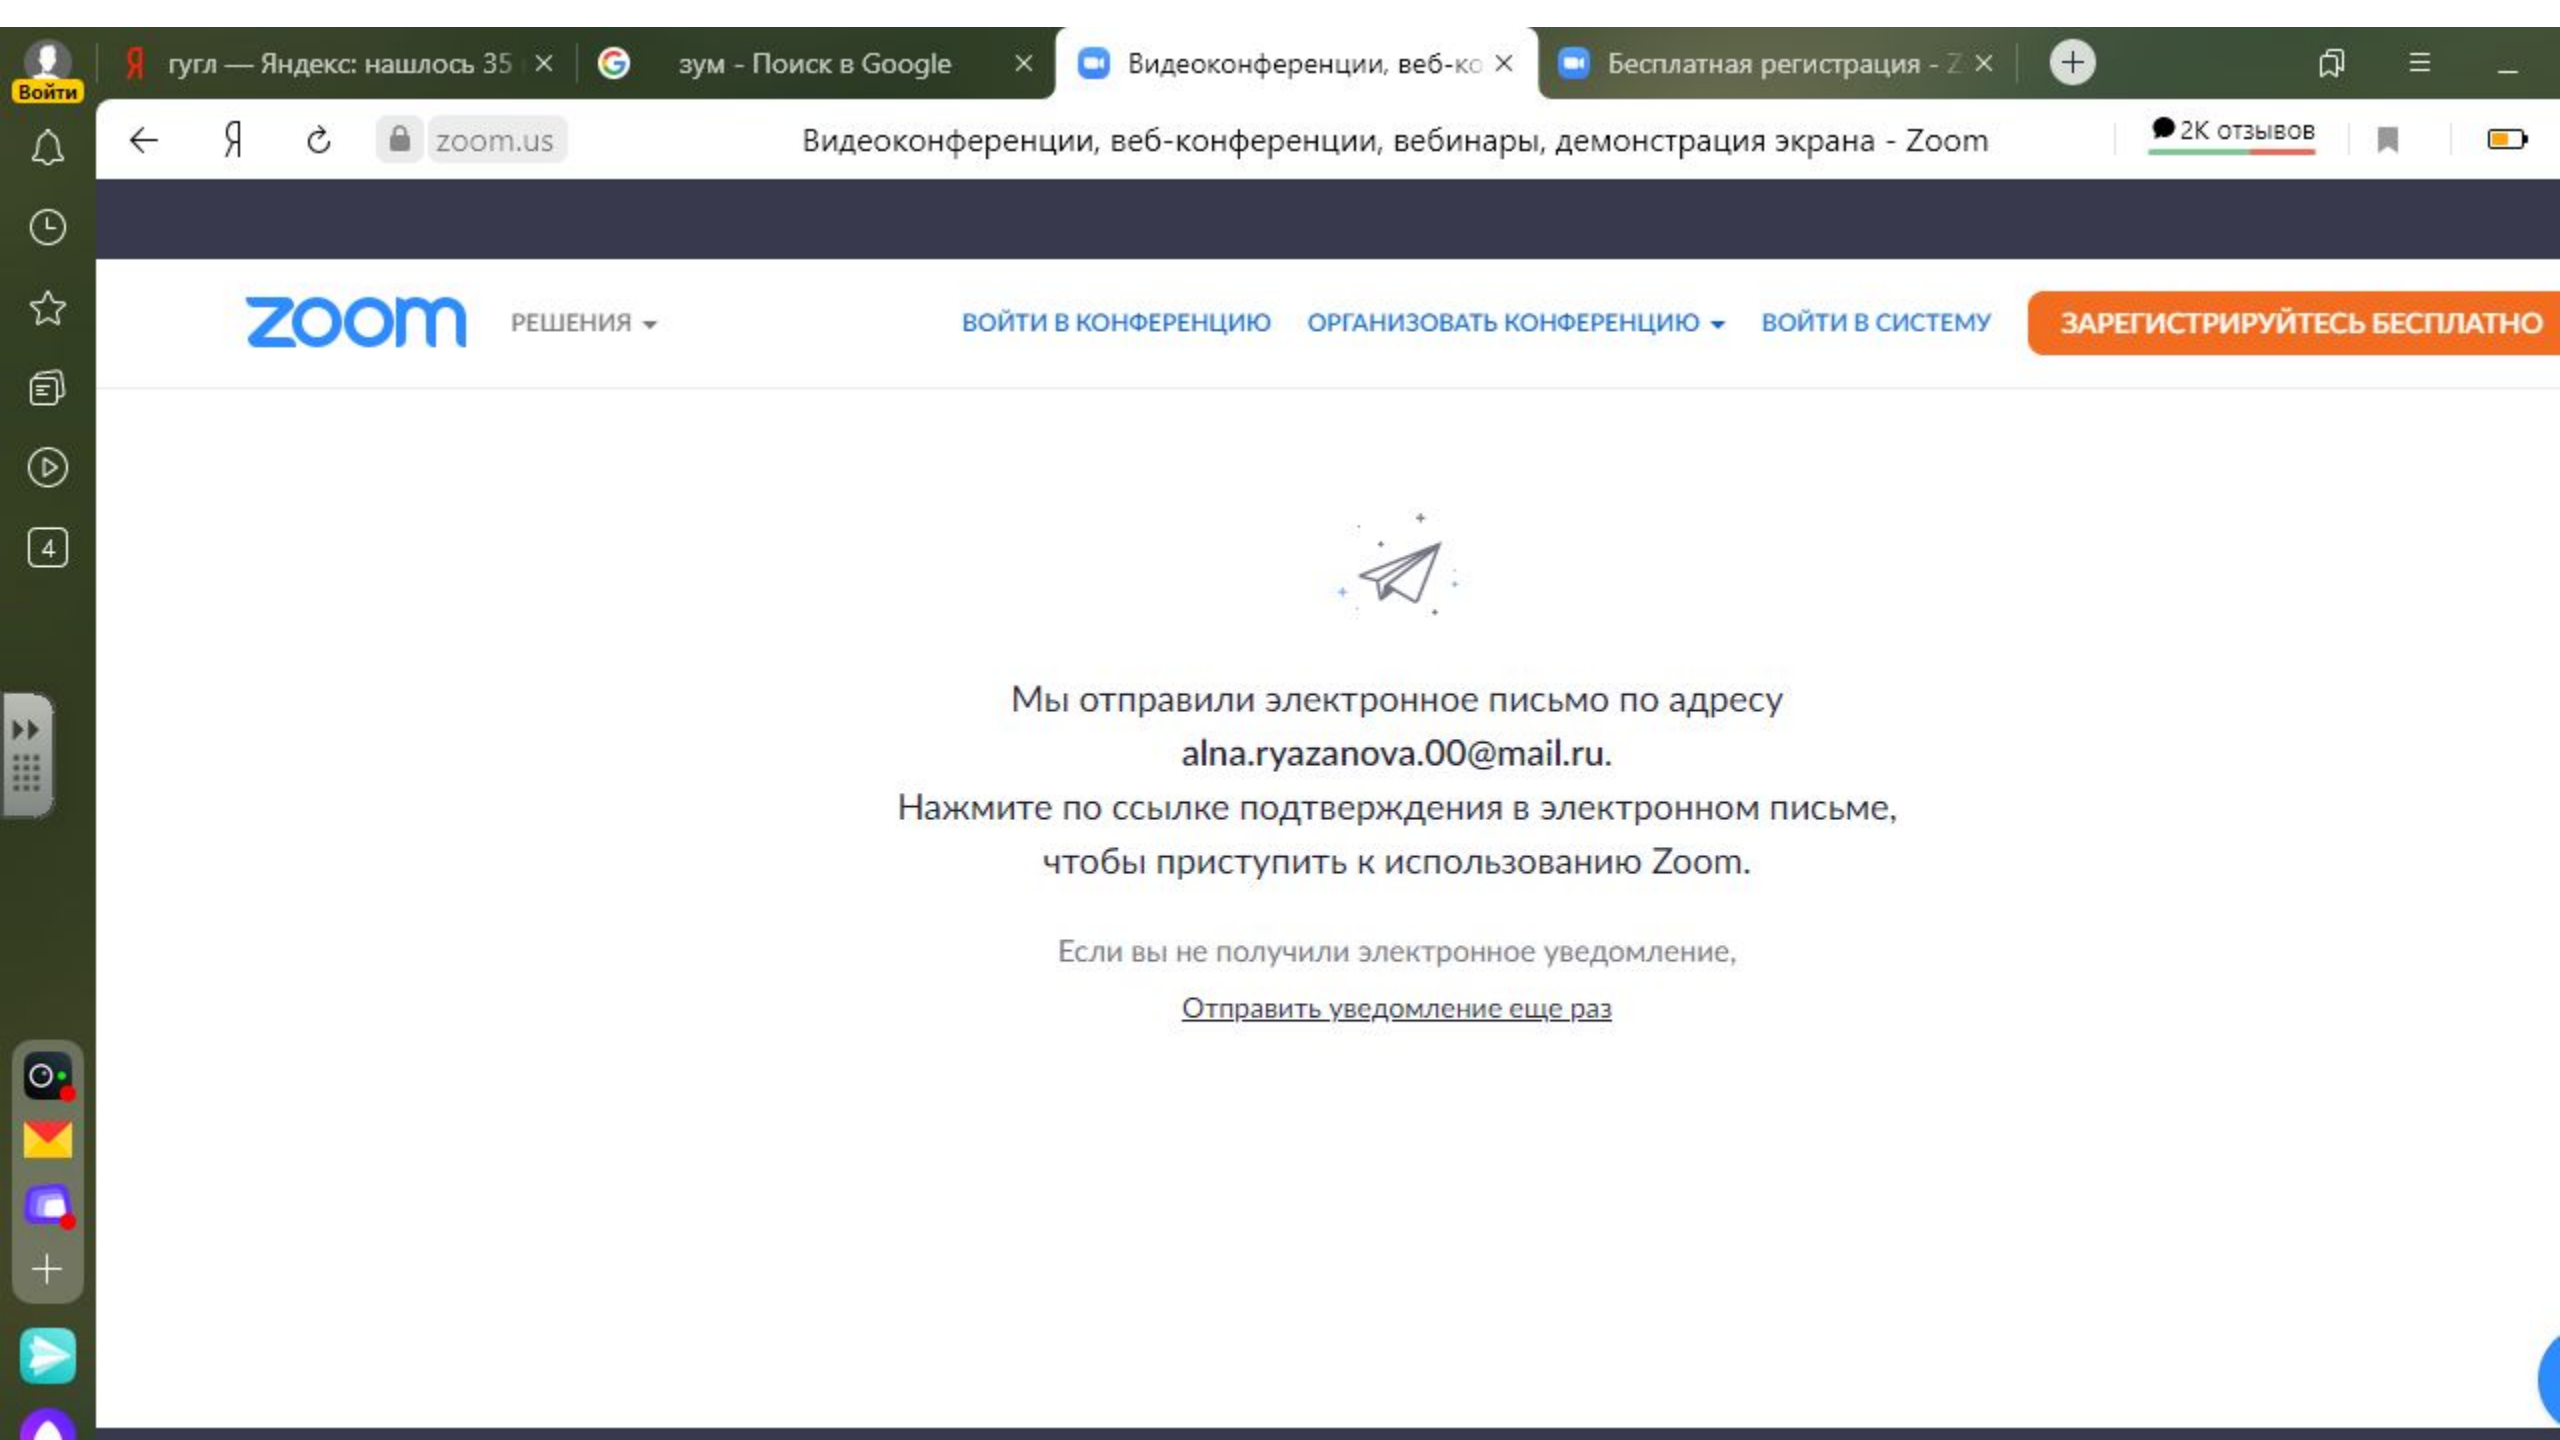 Войти
гугл — Яндекс: нашлось 35
зум - Поиск в Google
Видеоконференции, веб-ко
Бесплатная регистрация - Z
zoom.us
Видеоконференции, веб-конференции, вебинары, демонстрация экрана - Zoom
2K отзывов
zoom
РЕШЕНИЯ
ВОЙТИ В КОНФЕРЕНЦИЮ
ОРГАНИЗОВАТЬ КОНФЕРЕНЦИЮ
ВОЙТИ В СИСТЕМУ
ЗАРЕГИСТРИРУЙТЕСЬ БЕСПЛАТНО
4
Мы отправили электронное письмо по адресу
alna.ryazanova.00@mail.ru.
Нажмите по ссылке подтверждения в электронном письме,
чтобы приступить к использованию Zoom.
Если вы не получили электронное уведомление,
Отправить уведомление еще раз